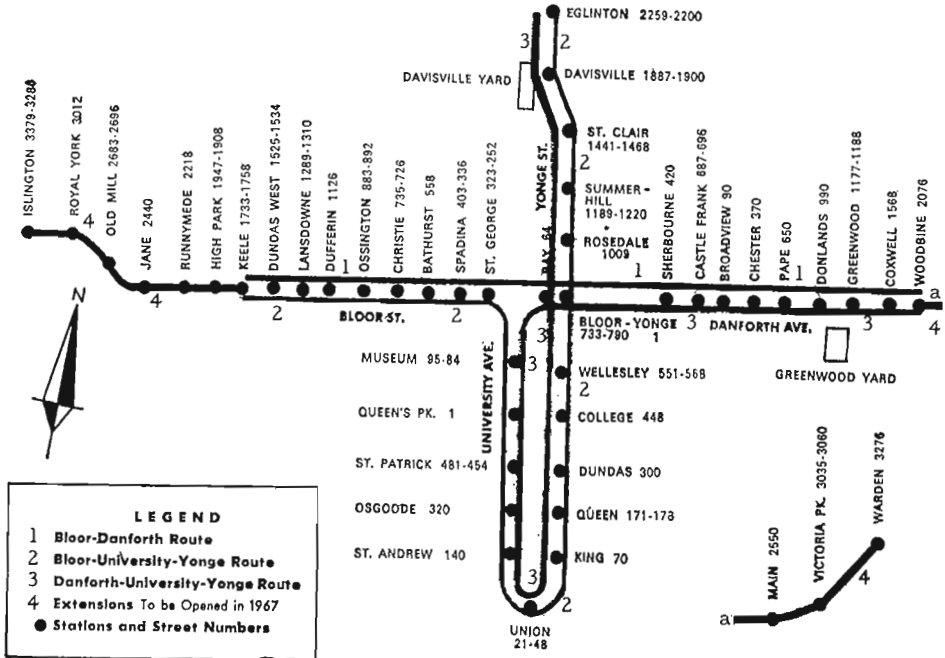 EGLINTON 2259-2200
3
2
DAVISVILLE YARD
DAVISVILLE 1887-1900
ST. CLAIR
1441-1468
YONGE ST.
2
SUMMER-
HILL
1189-1220
ROSEDALE
1009
ISLINGTON 3379-3288
ROYAL YORK 3012
4
OLD MILL 2683-2696
JANE 2440
4
RUNNYMEDE 2218
HIGH PARK 1947-1908
KEELE 1733-1758
DUNDAS WEST 1525-1534
LANSDOWNE 1289-1310
DUFFERIN 1126
1
OSSINGTON 883-892
CHRISTIE 735-726
BATHURST 558
SPADINA 403-336
ST. GEORGE 323-252
BAY 64
1
SHERBOURNE 420
CASTLE FRANK 687-696
BROADVIEW 90
CHESTER 370
PAPE 650
1
DONLANDS 990
GREENWOOD 1177-1188
COXWELL 1568
WOODBINE 2076
a
4
2
BLOOR ST.
2
3
BLOOR-YONGE
733-790
1
3
DANFORTH AVE.
3
GREENWOOD YARD
N
UNIVERSITY AVE.
MUSEUM 95-84
3
WELLESLEY 551-568
2
QUEEN'S PK. 1
COLLEGE 448
ST. PATRICK 481-454
DUNDAS 300
OSGOODE 320
QUEEN 171-173
ST. ANDREW 140
KING 70
3
2
UNION
21-48
a
MAIN 2550
VICTORIA PK. 3035-3060
4
WARDEN 3276
LEGEND
1 Bloor-Danforth Route
2 Bloor-University-Yonge Route
3 Danforth-University-Yonge Route
4 Extensions To be Opened in 1967
Stations and Street Numbers